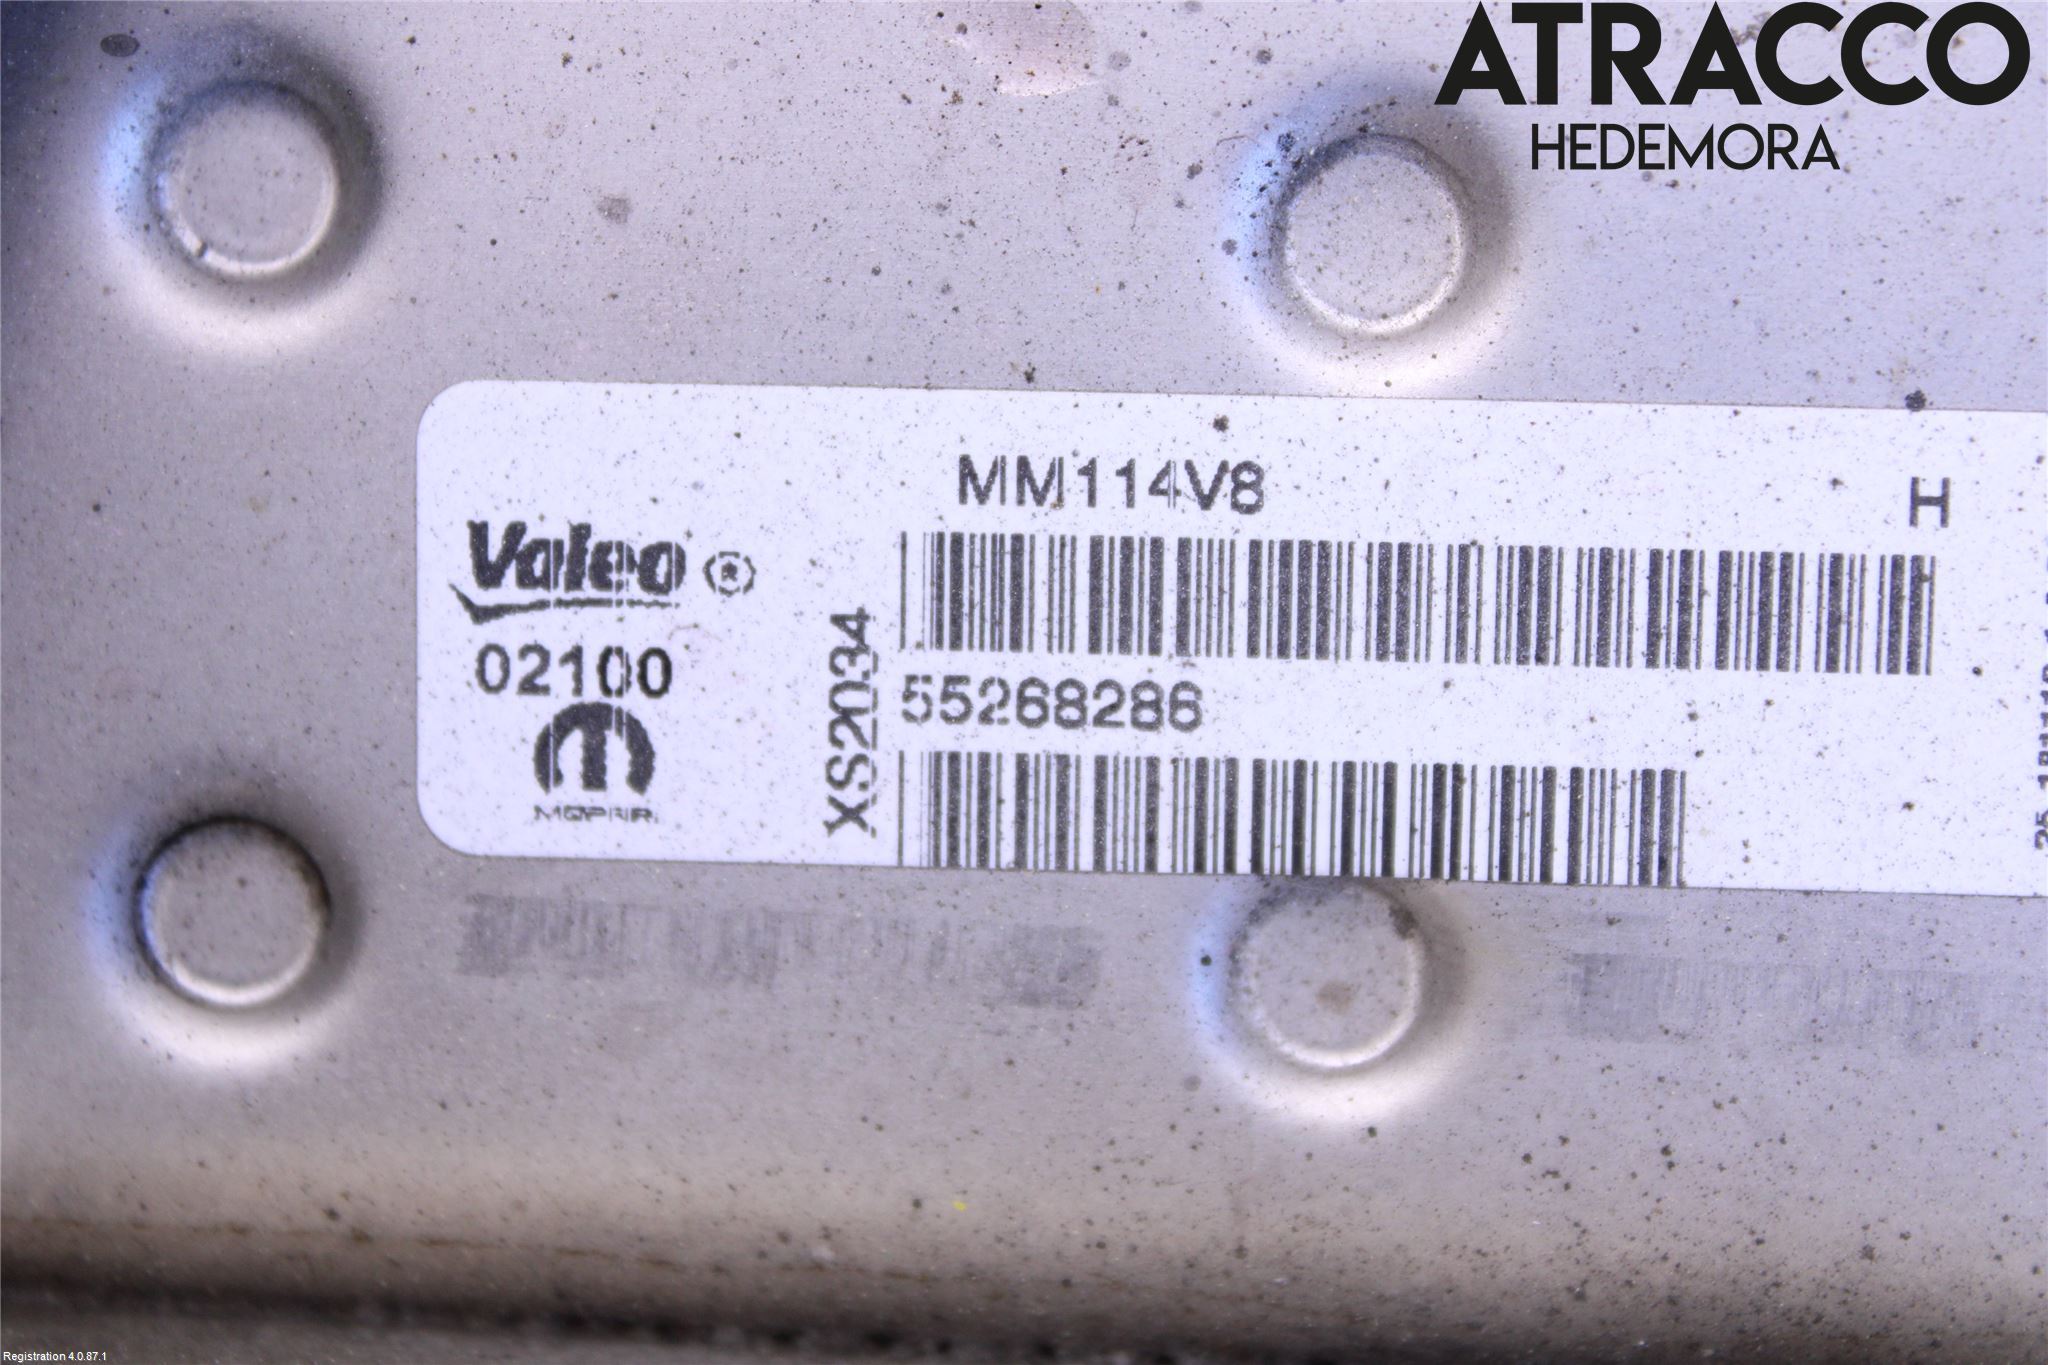 ATRACCO
HEDEMORA
MM114V8
H
Valeo ®
02100
MOPAR
XS2034
55268286
Registration 4.0.87.1